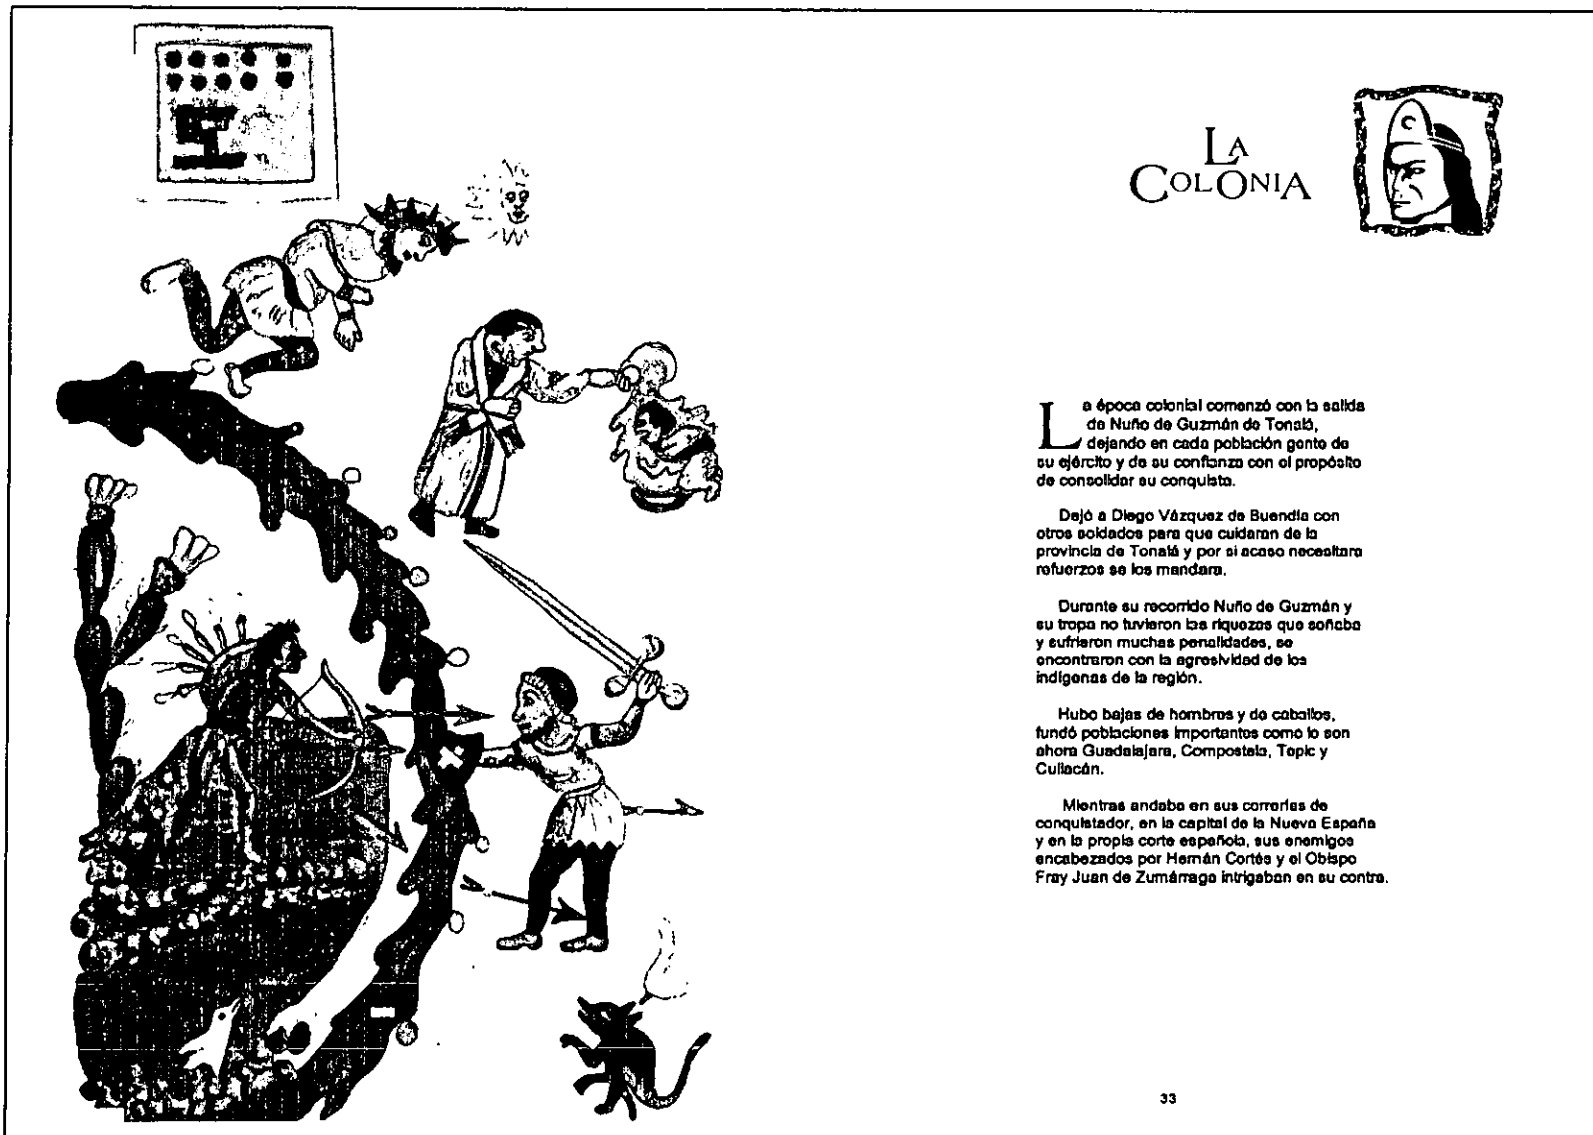 LA
COLONIA
La época colonial comenzó con la salida
de Nuño de Guzmán de Tonalá,
dejando en cada población gente de
su ejército y de su confianza con el propósito
de consolidar su conquista.
Dejó a Diego Vázquez de Buendía con
otros soldados para que cuidaran de la
provincia de Tonalá y por si acaso necesitara
refuerzos se los mandara.
Durante su recorrido Nuño de Guzmán y
su tropa no tuvieron las riquezas que soñaba
y sufrieron muchas penalidades, se
encontraron con la agresividad de los
indígenas de la región.
Hubo bajas de hombres y de caballos,
fundó poblaciones importantes como lo son
ahora Guadalajara, Compostela, Tepic y
Culiacán.
Mientras andaba en sus correrías de
conquistador, en la capital de la Nueva España
y en la propia corte española, sus enemigos
encabezados por Hernán Cortés y el Obispo
Fray Juan de Zumárraga intrigaban en su contra.
33